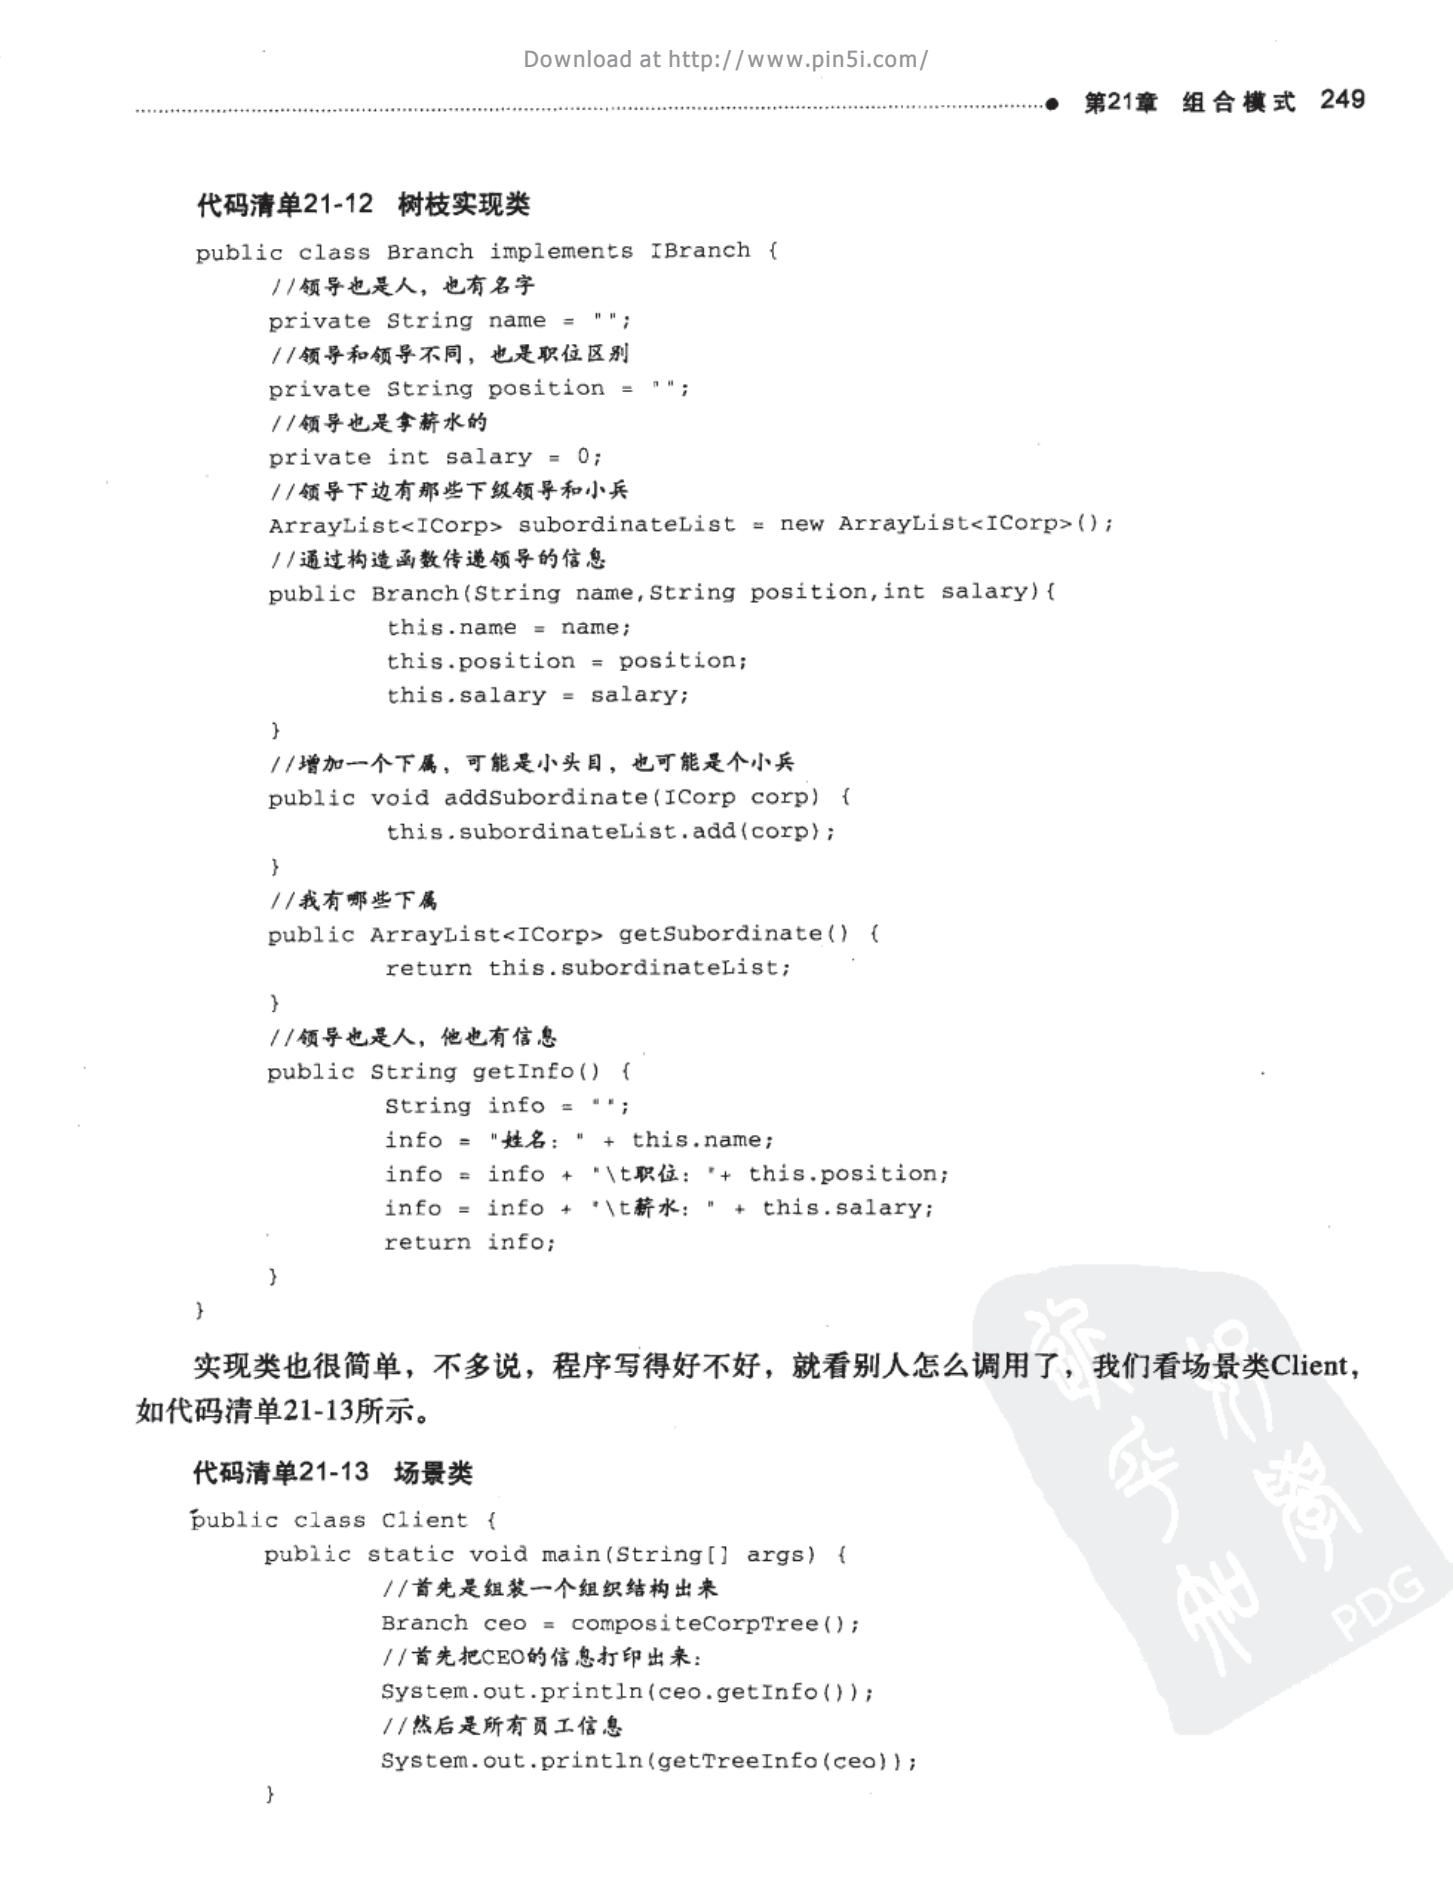 Download at http://www.pin5i.com/
第21章 组合模式 249
代码清单21-12 树枝实现类
public class Branch implements IBranch {
//领导也是人，也有名字
private String name = "";
//领导和领导不同，也是职位区别
private String position = "";
//领导也是拿薪水的
private int salary = 0;
//领导下边有那些下级领导和小兵
ArrayList<ICorp> subordinateList = new ArrayList<ICorp>();
//通过构造函数传递领导的信息
public Branch(String name,String position,int salary){
this.name = name;
this.position = position;
this.salary = salary;
}
//增加一个下属，可能是小头目，也可能是个小兵
public void addSubordinate(ICorp corp) {
this.subordinateList.add(corp);
}
//我有哪些下属
public ArrayList<ICorp> getSubordinate() {
return this.subordinateList;
}
//领导也是人，他也有信息
public String getInfo() {
String info = "";
info = "姓名：" + this.name;
info = info + "\t职位："+ this.position;
info = info + "\t薪水：" + this.salary;
return info;
}
}
实现类也很简单，不多说，程序写得好不好，就看别人怎么调用了，我们看场景类Client，
如代码清单21-13所示。
代码清单21-13 场景类
public class Client {
public static void main(String[] args) {
//首先是组装一个组织结构出来
Branch ceo = compositeCorpTree();
//首先把CEO的信息打印出来：
System.out.println(ceo.getInfo());
//然后是所有员工信息
System.out.println(getTreeInfo(ceo));
}
PDG